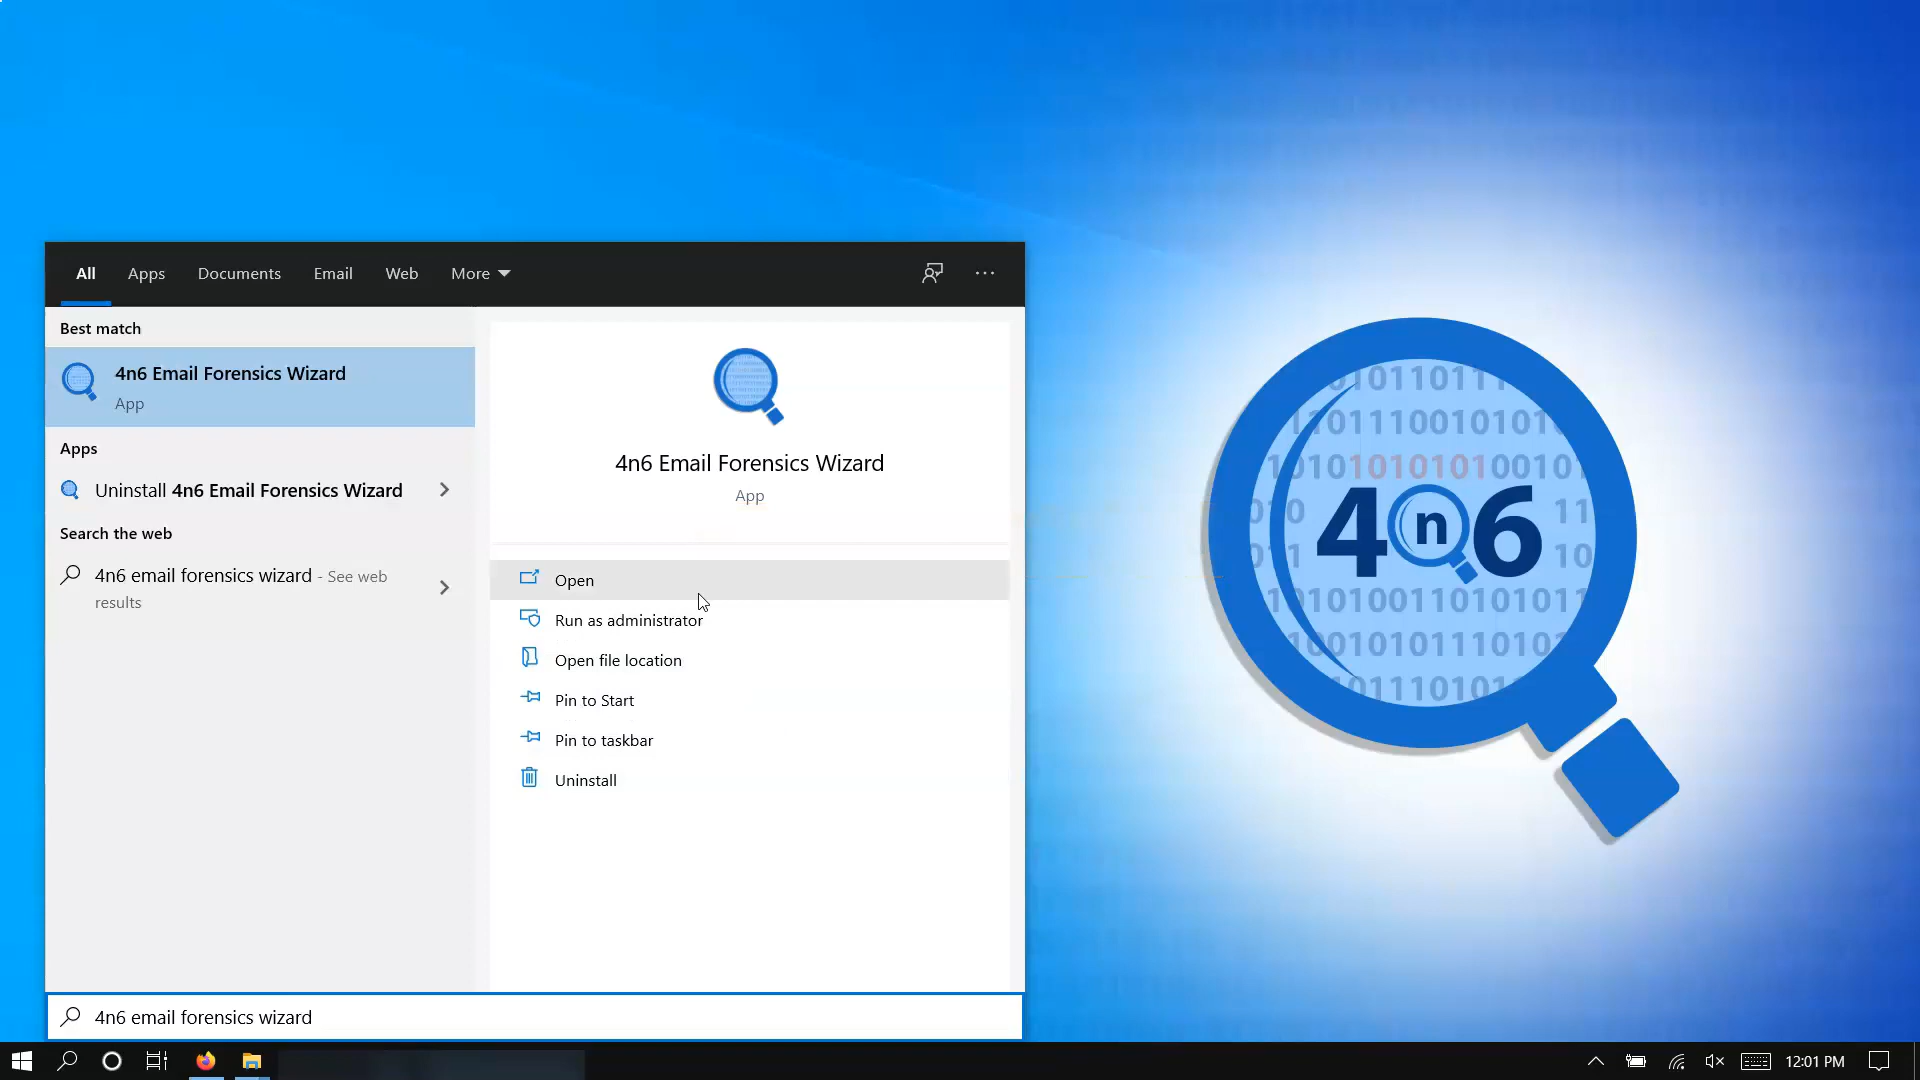 All Apps Documents Email Web More
Best match
4n6 Email Forensics Wizard
App
Apps
Uninstall 4n6 Email Forensics Wizard
Search the web
4n6 email forensics wizard - See web
results
4n6 Email Forensics Wizard
App
Open
Run as administrator
Open file location
Pin to Start
Pin to taskbar
Uninstall
4n6 email forensics wizard
4n6
12:01 PM